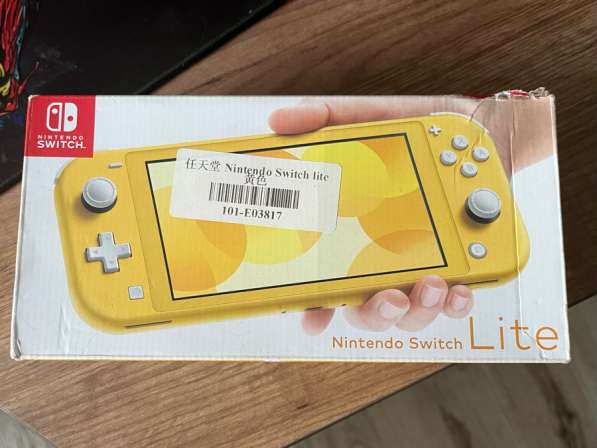 NINTENDO
SWITCH.
任天堂 Nintendo Switch lite
黄色
101-E03817
Nintendo Switch Lite